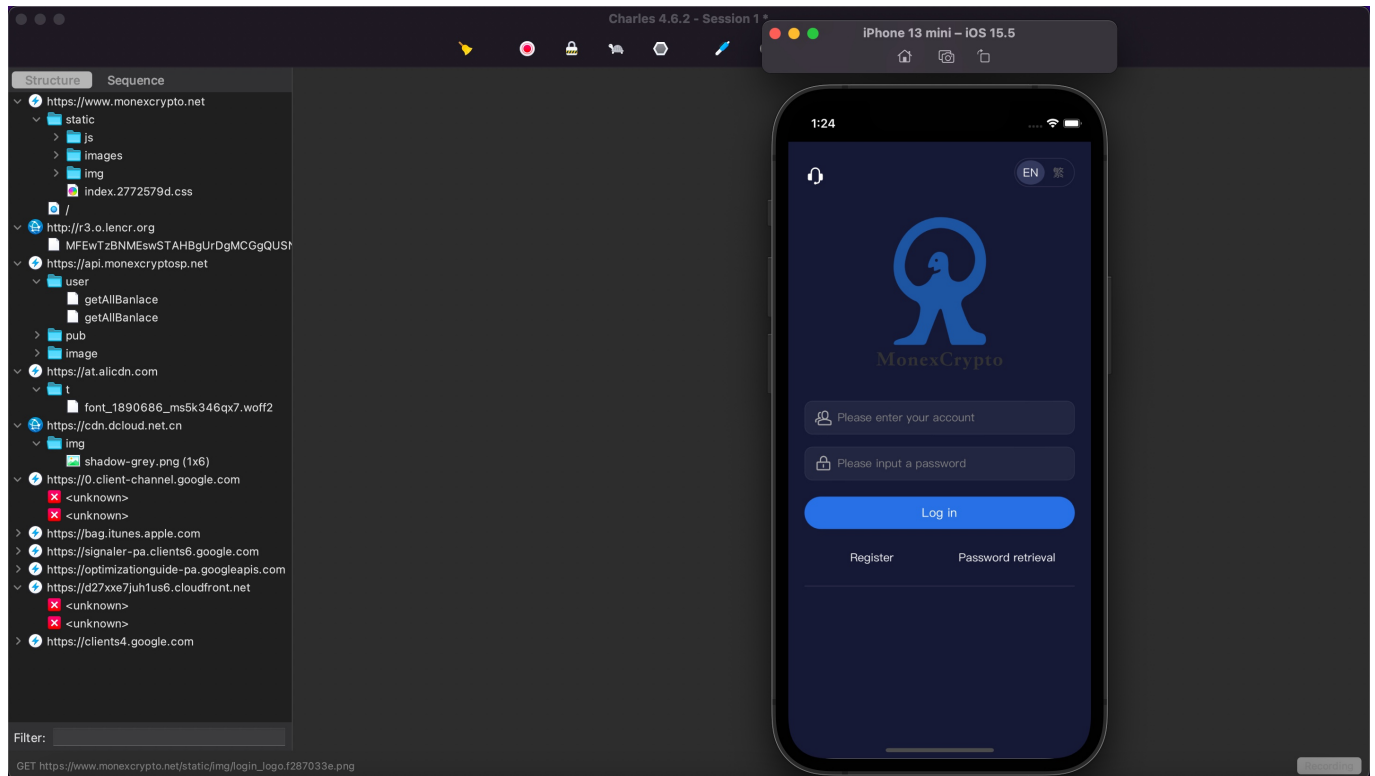 Charles 4.6.2 - Session 1 *
iPhone 13 mini – iOS 15.5
Structure
Sequence
https://www.monexcrypto.net
static
js
images
img
index.2772579d.css
/
http://r3.o.lencr.org
MFEwTzBNMEswSTAHBgUrDgMCGgQUSN
https://api.monexcryptosp.net
user
getAllBanlace
getAllBanlace
pub
image
https://at.alicdn.com
t
font_1890686_ms5k346qx7.woff2
https://cdn.dcloud.net.cn
img
shadow-grey.png (1x6)
https://0.client-channel.google.com
<unknown>
<unknown>
https://bag.itunes.apple.com
https://signaler-pa.clients6.google.com
https://optimizationguide-pa.googleapis.com
https://d27xxe7juh1us6.cloudfront.net
<unknown>
<unknown>
https://clients4.google.com
Filter:
GET https://www.monexcrypto.net/static/img/login_logo.f287033e.png
Recording
1:24
EN 繁
MonexCrypto
Please enter your account
Please input a password
Log in
Register
Password retrieval